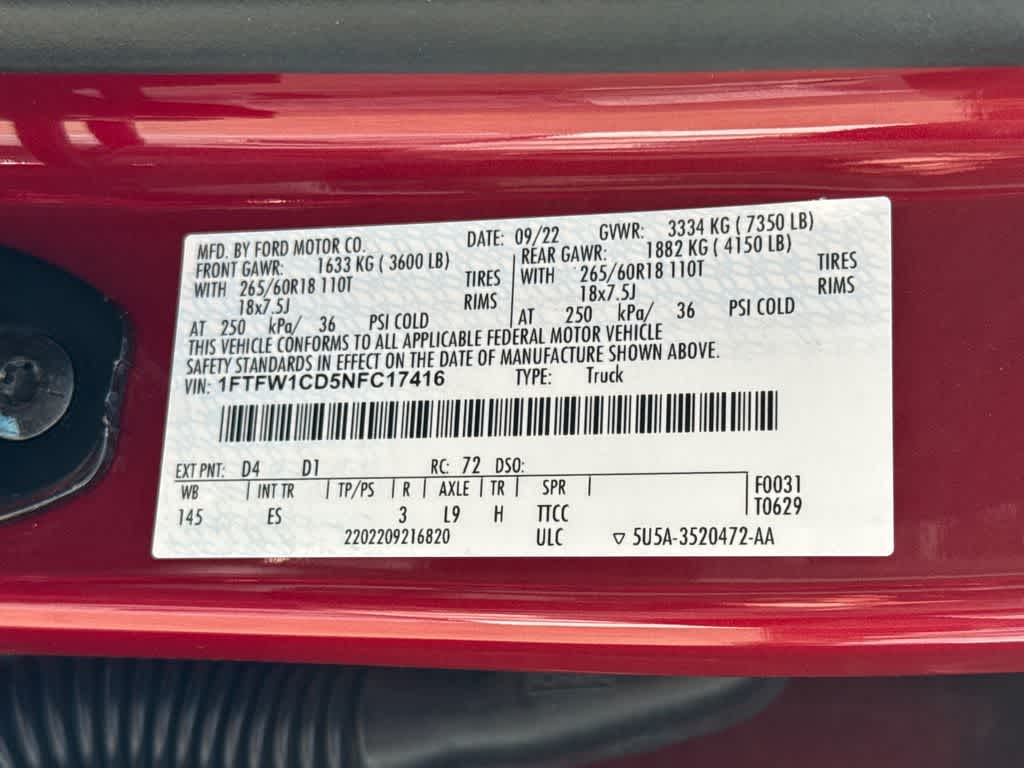 MFD. BY FORD MOTOR CO. DATE: 09/22 GVWR: 3334 KG ( 7350 LB)
FRONT GAWR: 1633 KG ( 3600 LB) REAR GAWR: 1882 KG ( 4150 LB)
WITH 265/60R18 110T TIRES WITH 265/60R18 110T TIRES
18x7.5J RIMS 18x7.5J RIMS
AT 250 kPa/ 36 PSI COLD AT 250 kPa/ 36 PSI COLD
THIS VEHICLE CONFORMS TO ALL APPLICABLE FEDERAL MOTOR VEHICLE
SAFETY STANDARDS IN EFFECT ON THE DATE OF MANUFACTURE SHOWN ABOVE.
VIN: 1FTFW1CD5NFC17416 TYPE: Truck
EXT PNT: D4 D1 RC: 72 DSO:
WB INT TR TP/PS R AXLE TR SPR F0031
145 ES 3 L9 H TTCC T0629
2202209216820 ULC ▽ 5U5A-3520472-AA